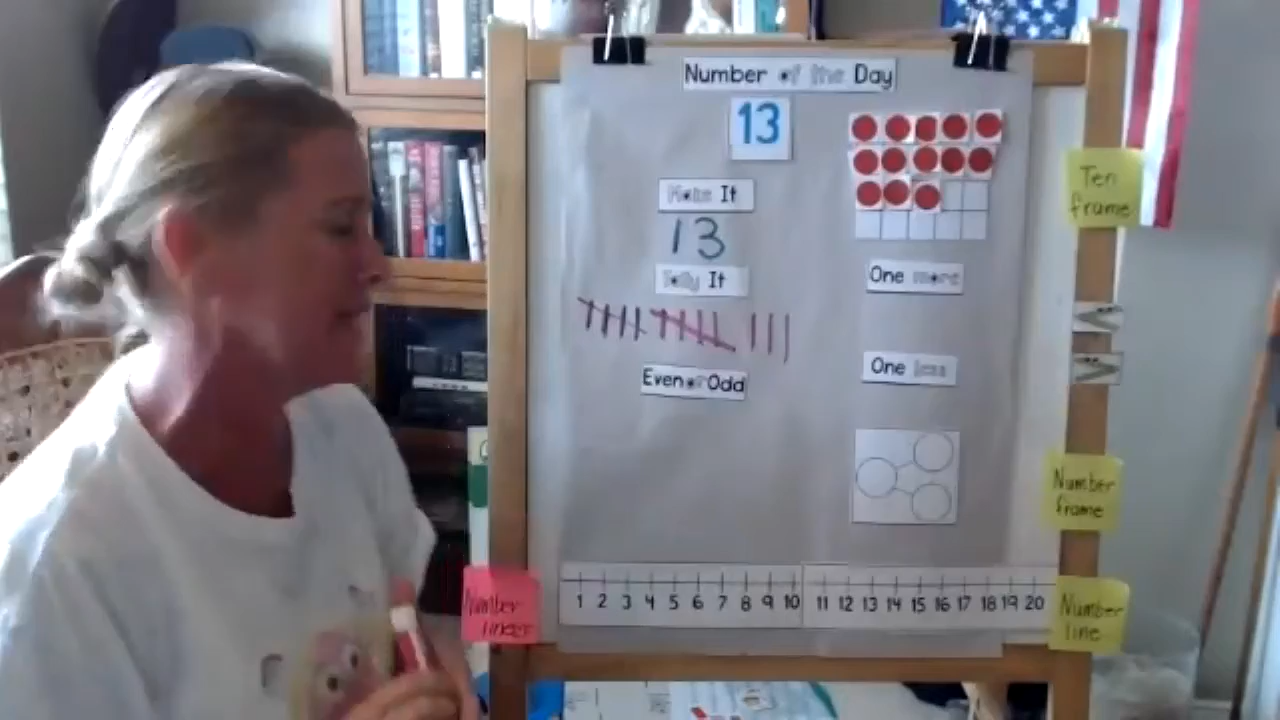 Number of the Day
13
Ten
frame
Make It
13
Tally It
One more
One less
Even or Odd
Number
frame
1 2 3 4 5 6 7 8 9 10 11 12 13 14 15 16 17 18 19 20
Number
Number
line